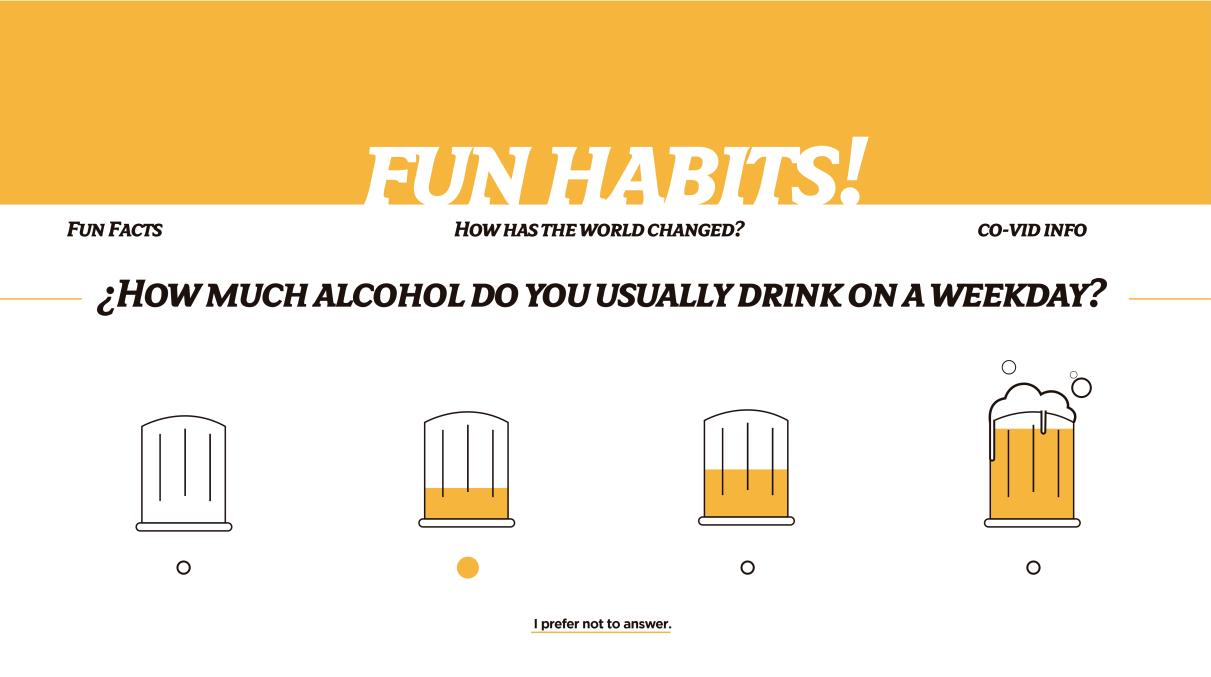 FUN HABITS!
FUN FACTS
HOW HAS THE WORLD CHANGED?
CO-VID INFO
¿HOW MUCH ALCOHOL DO YOU USUALLY DRINK ON A WEEKDAY?
I prefer not to answer.